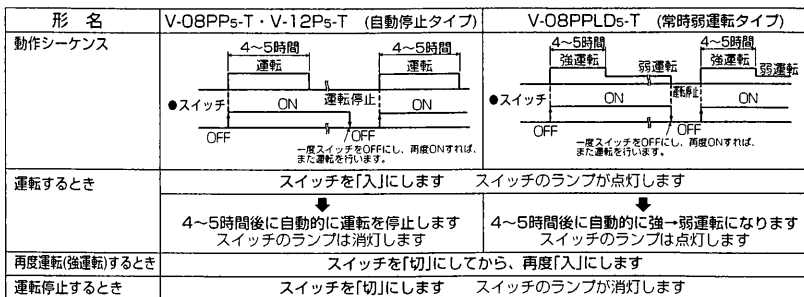 形 名
V-08PP5-T・V-12P5-T (自動停止タイプ)
V-08PPLD5-T (常時弱運転タイプ)
動作シーケンス
4〜5時間
運転
4〜5時間
運転
運転停止
●スイッチ
ON
ON
OFF
OFF
一度スイッチをOFFにし、再度ONすれば、
また運転を行います。
4〜5時間
強運転
弱運転
4〜5時間
強運転
弱運転
運転停止
●スイッチ
ON
ON
OFF
OFF
一度スイッチをOFFにし、再度ONすれば、
また運転を行います。
運転するとき
スイッチを「入」にします スイッチのランプが点灯します
4〜5時間後に自動的に運転を停止します
スイッチのランプは消灯します
4〜5時間後に自動的に強→弱運転になります
スイッチのランプは点灯します
再度運転(強運転)するとき
スイッチを「切」にしてから、再度「入」にします
運転停止するとき
スイッチを「切」にします スイッチのランプが消灯します